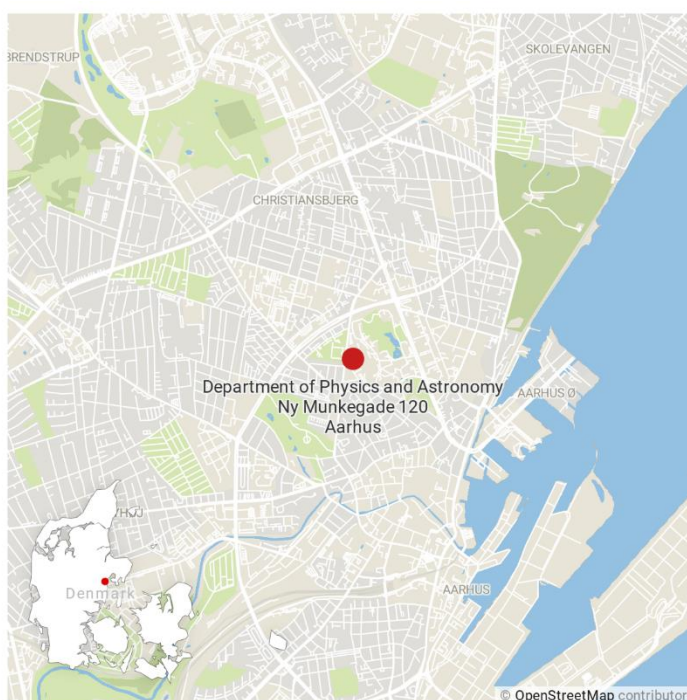 BRENDSTRUP
SKOLEVANGEN
CHRISTIANSBJERG
Department of Physics and Astronomy
Ny Munkegade 120
Aarhus
AARHUS Ø
Denmark
AARHUS
© OpenStreetMap contributor